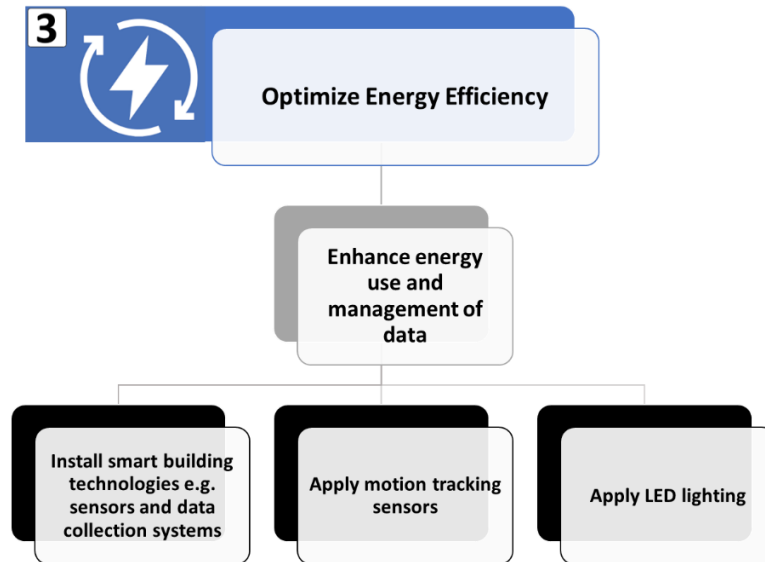 3
Optimize Energy Efficiency
Enhance energy
use and
management of
data
Install smart building
technologies e.g.
sensors and data
collection systems
Apply motion tracking
sensors
Apply LED lighting